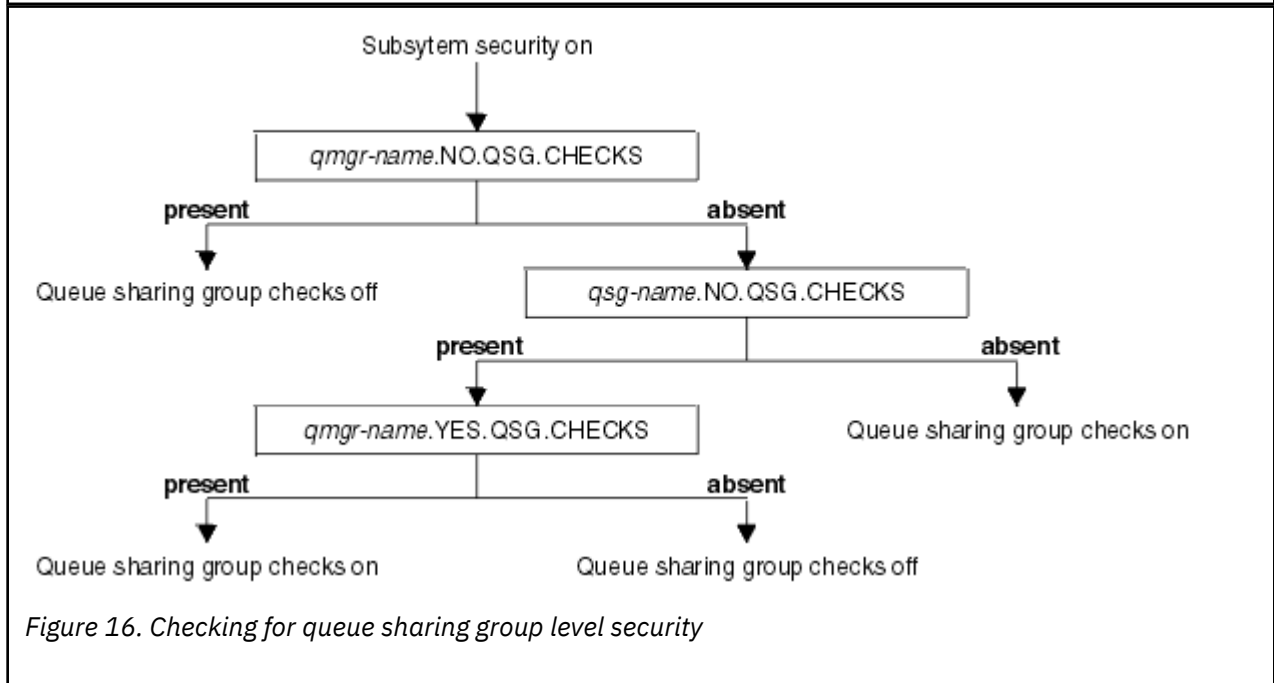 Subsytem security on
qmgr-name.NO.QSG.CHECKS
present absent
Queue sharing group checks off
qsg-name.NO.QSG.CHECKS
present absent
qmgr-name.YES.QSG.CHECKS
Queue sharing group checks on
present absent
Queue sharing group checks on
Queue sharing group checks off
Figure 16. Checking for queue sharing group level security